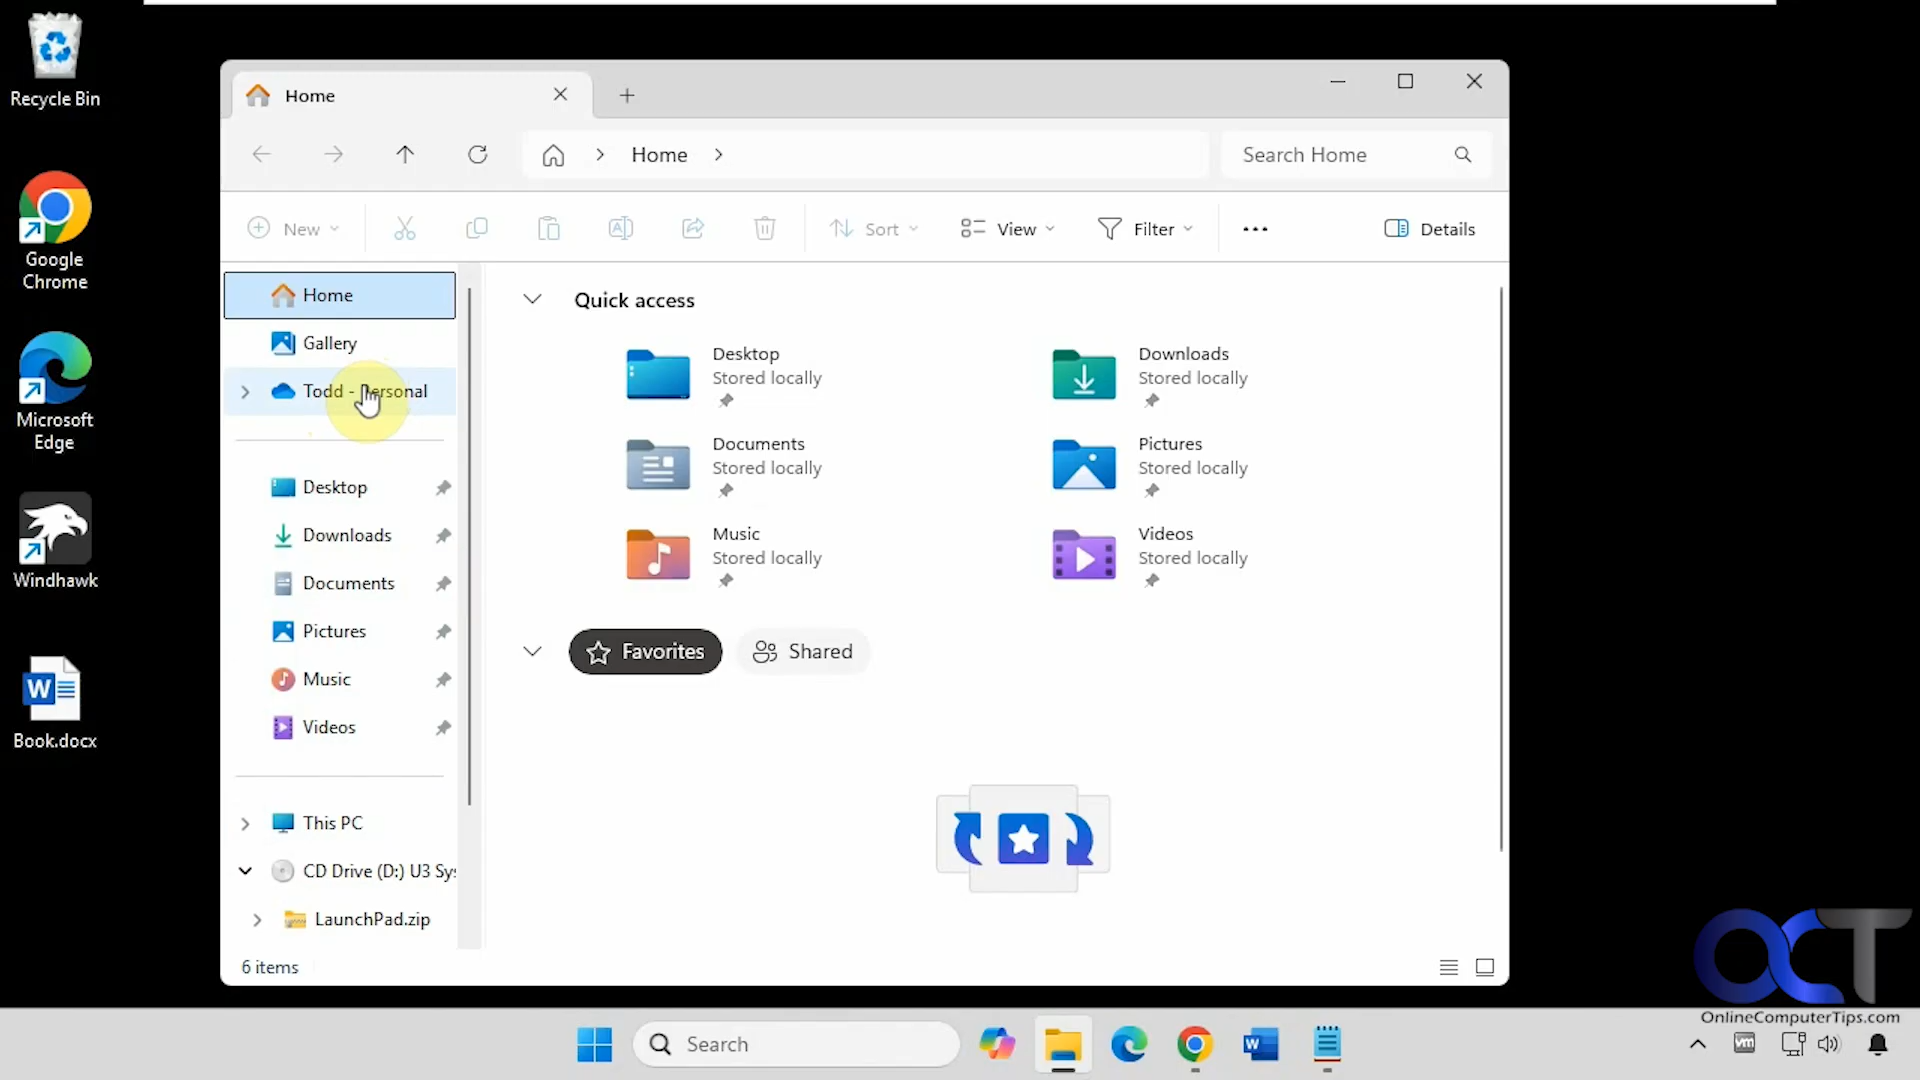 Recycle Bin
Google
Chrome
Microsoft
Edge
Windhawk
W
Book.docx
Home
Home
Search Home
New
A
Sort
View
Filter
Details
Home
Gallery
Todd - Personal
Desktop
Downloads
Documents
Pictures
Music
Videos
This PC
CD Drive (D:) U3 Sys
LaunchPad.zip
Quick access
Desktop
Stored locally
Downloads
Stored locally
Documents
Stored locally
Pictures
Stored locally
Music
Stored locally
Videos
Stored locally
Favorites
Shared
6 items
OCT
OnlineComputerTips.com
Search
W
vm